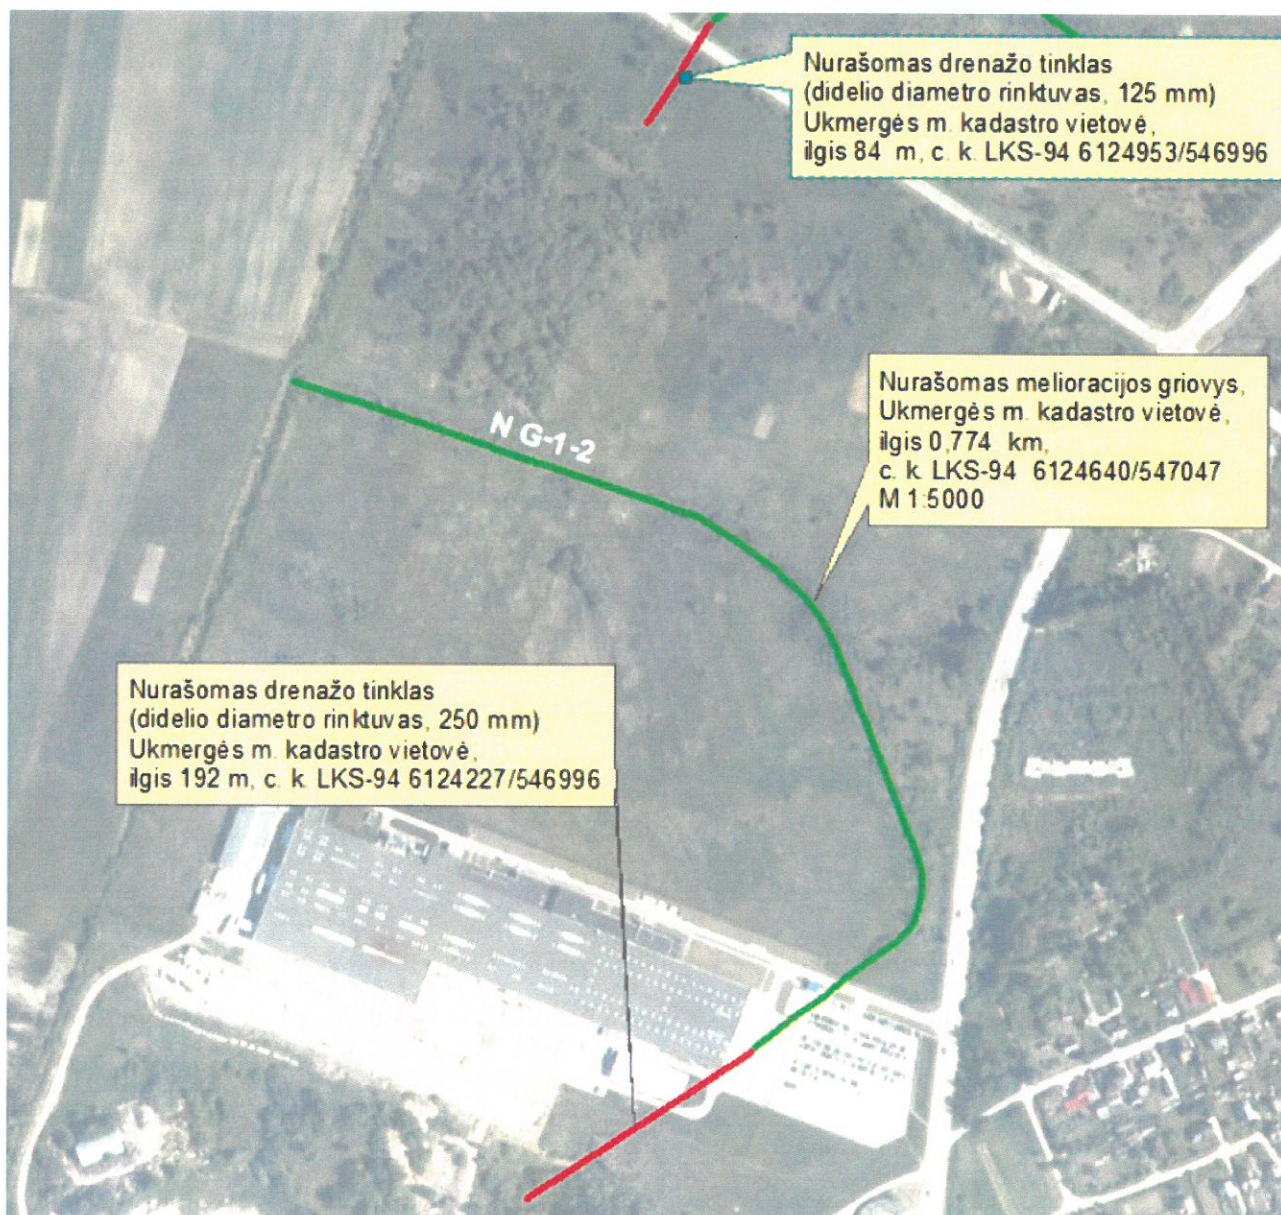 Nurašomas drenažo tinklas
(didelio diametro rinktuvas, 125 mm)
Ukmergės m. kadastro vietovė,
ilgis 84 m, c. k. LKS-94 6124953/546996
Nurašomas melioracijos griovys,
Ukmergės m. kadastro vietovė,
ilgis 0,774 km,
c. k. LKS-94 6124640/547047
M 1:5000
N G-1-2
Nurašomas drenažo tinklas
(didelio diametro rinktuvas, 250 mm)
Ukmergės m. kadastro vietovė,
ilgis 192 m, c. k. LKS-94 6124227/546996